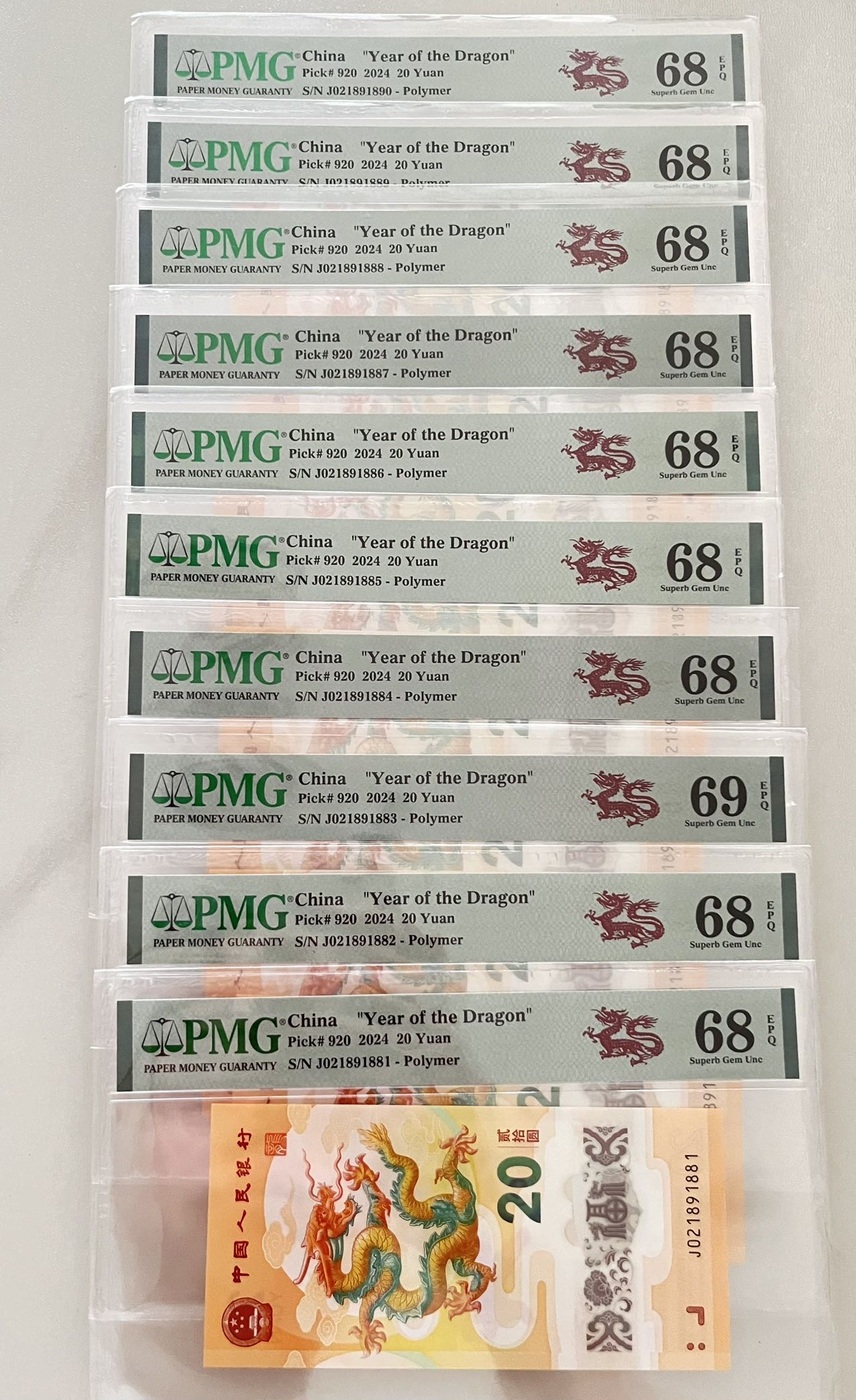 PMG® China "Year of the Dragon" 68 EPQ
Pick# 920 2024 20 Yuan
PAPER MONEY GUARANTY S/N J021891890 - Polymer Superb Gem Unc
PMG® China "Year of the Dragon" 68 EPQ
Pick# 920 2024 20 Yuan
PAPER MONEY GUARANTY S/N J021891889 - Polymer Superb Gem Unc
PMG® China "Year of the Dragon" 68 EPQ
Pick# 920 2024 20 Yuan
PAPER MONEY GUARANTY S/N J021891888 - Polymer Superb Gem Unc
PMG® China "Year of the Dragon" 68 EPQ
Pick# 920 2024 20 Yuan
PAPER MONEY GUARANTY S/N J021891887 - Polymer Superb Gem Unc
PMG® China "Year of the Dragon" 68 EPQ
Pick# 920 2024 20 Yuan
PAPER MONEY GUARANTY S/N J021891886 - Polymer Superb Gem Unc
PMG® China "Year of the Dragon" 68 EPQ
Pick# 920 2024 20 Yuan
PAPER MONEY GUARANTY S/N J021891885 - Polymer Superb Gem Unc
PMG® China "Year of the Dragon" 68 EPQ
Pick# 920 2024 20 Yuan
PAPER MONEY GUARANTY S/N J021891884 - Polymer Superb Gem Unc
PMG® China "Year of the Dragon" 69 EPQ
Pick# 920 2024 20 Yuan
PAPER MONEY GUARANTY S/N J021891883 - Polymer Superb Gem Unc
PMG® China "Year of the Dragon" 68 EPQ
Pick# 920 2024 20 Yuan
PAPER MONEY GUARANTY S/N J021891882 - Polymer Superb Gem Unc
PMG® China "Year of the Dragon" 68 EPQ
Pick# 920 2024 20 Yuan
PAPER MONEY GUARANTY S/N J021891881 - Polymer Superb Gem Unc
中国人民银行
贰拾圆
20
J021891881